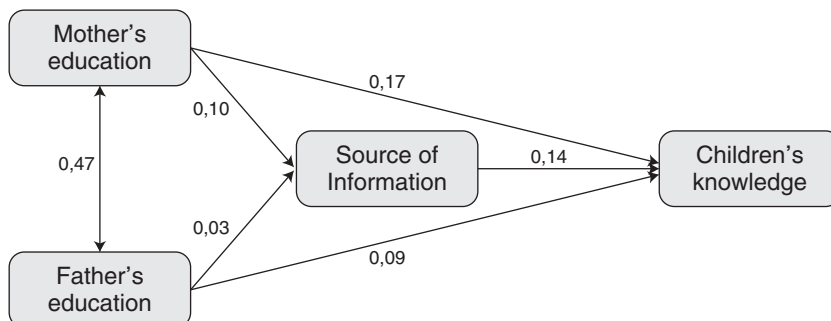 Mother’s
education
0,17
0,10
Source of
Information
0,14
Children’s
knowledge
0,47
0,03
0,09
Father’s
education